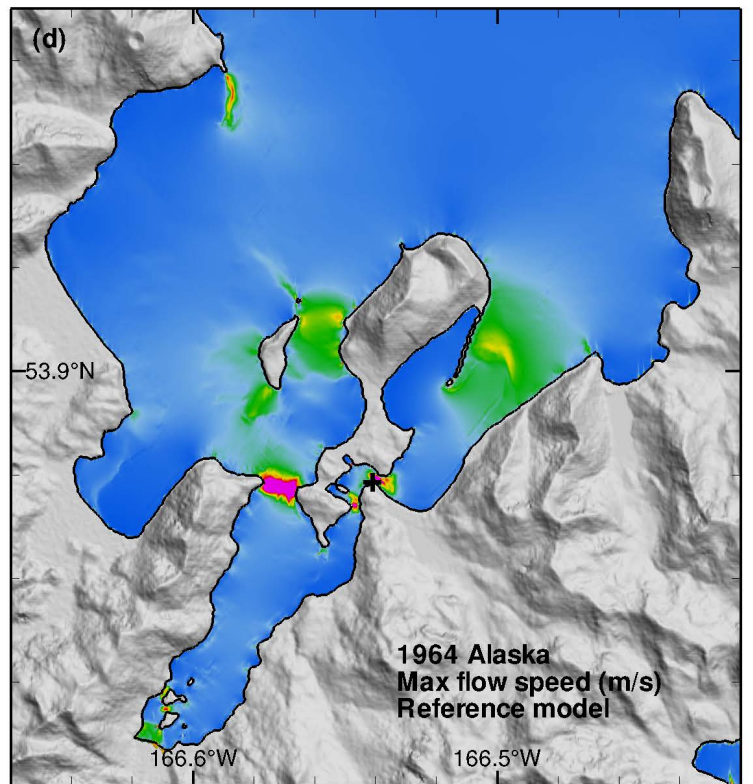 (d)
53.9°N
1964 Alaska
Max flow speed (m/s)
Reference model
166.6°W
166.5°W